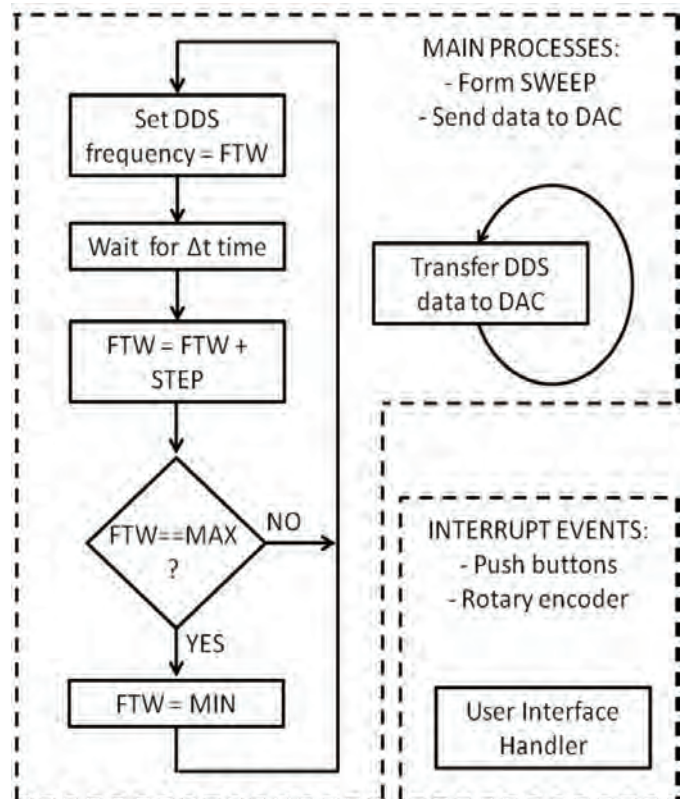 Set DDS
frequency = FTW
Wait for Δt time
FTW = FTW +
STEP
FTW==MAX
?
NO
YES
FTW = MIN
MAIN PROCESSES:
- Form SWEEP
- Send data to DAC
Transfer DDS
data to DAC
INTERRUPT EVENTS:
- Push buttons
- Rotary encoder
User Interface
Handler